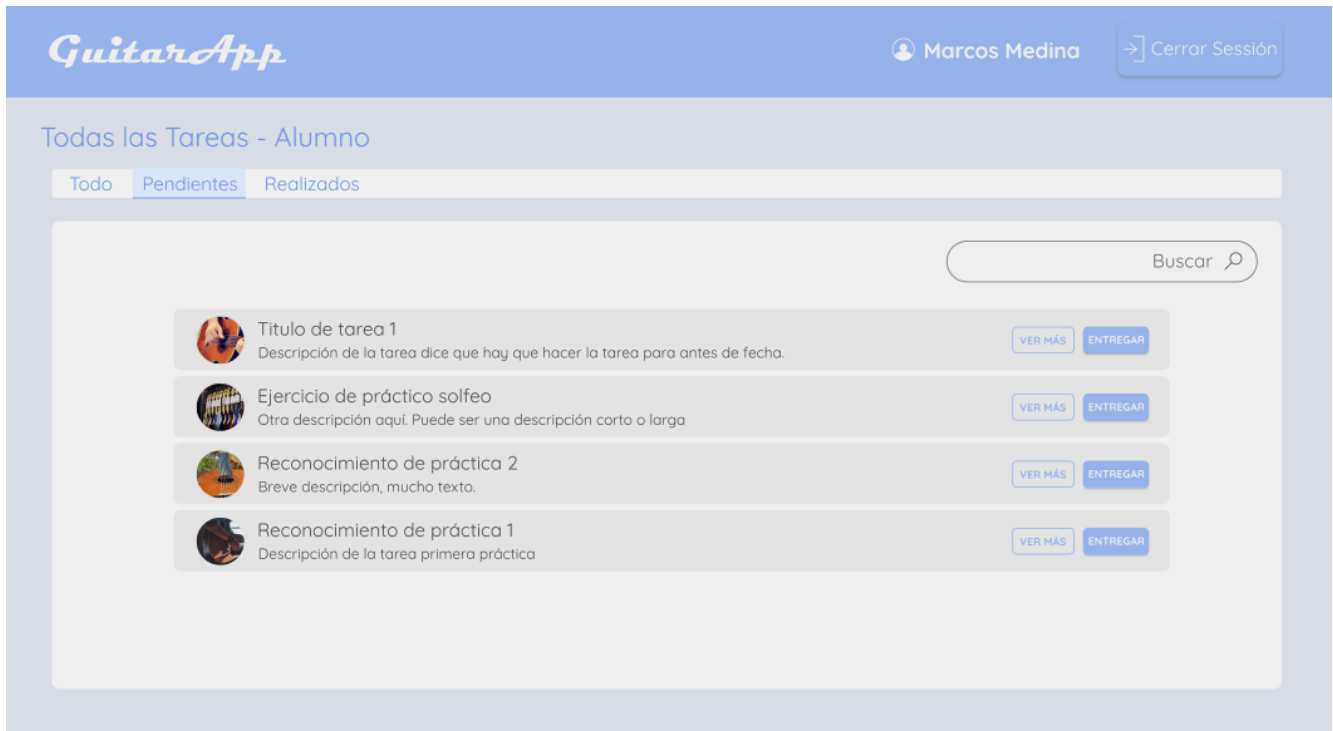 GuitarApp
Marcos Medina
Cerrar Sessión
Todas las Tareas - Alumno
Todo
Pendientes
Realizados
Buscar
Titulo de tarea 1
Descripción de la tarea dice que hay que hacer la tarea para antes de fecha.
VER MÁS
ENTREGAR
Ejercicio de práctico solfeo
Otra descripción aquí. Puede ser una descripción corto o larga
VER MÁS
ENTREGAR
Reconocimiento de práctica 2
Breve descripción, mucho texto.
VER MÁS
ENTREGAR
Reconocimiento de práctica 1
Descripción de la tarea primera práctica
VER MÁS
ENTREGAR